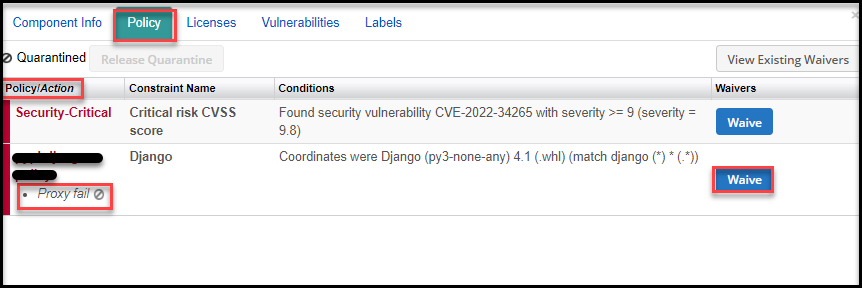 Component Info Policy Licenses Vulnerabilities Labels
Quarantined Release Quarantine View Existing Waivers
Policy/Action Constraint Name Conditions Waivers
Security-Critical Critical risk CVSS Found security vulnerability CVE-2022-34265 with severity >= 9 (severity = Waive
score 9.8)
Django Coordinates were Django (py3-none-any) 4.1 (.whl) (match django (*) * (.*))
Waive
Proxy fail